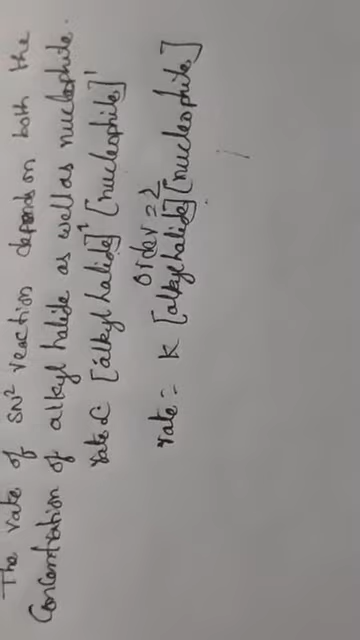 The rate of SN² reaction depends on both the
Concentration of alkyl halide as well as nucleophile.
rate ∝ [alkyl halide]¹ [nucleophile]¹
order = 2
rate = K [alkyl halide] [nucleophile]